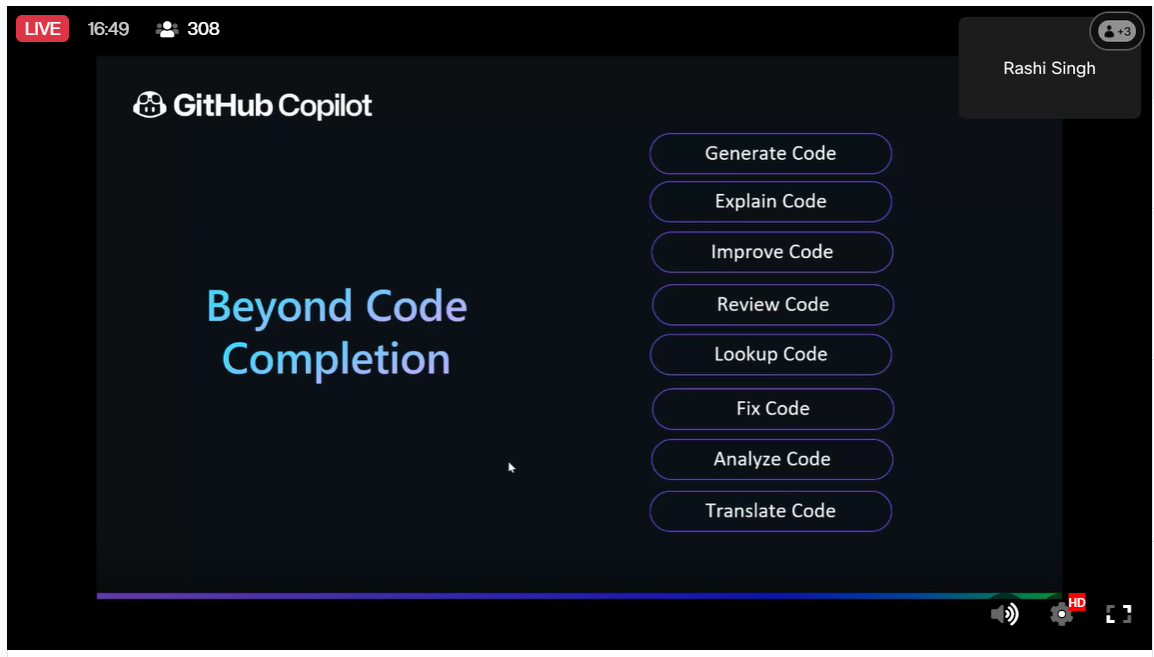 LIVE 16:49 308
+3
Rashi Singh
GitHub Copilot
Beyond Code
Completion
Generate Code
Explain Code
Improve Code
Review Code
Lookup Code
Fix Code
Analyze Code
Translate Code
HD